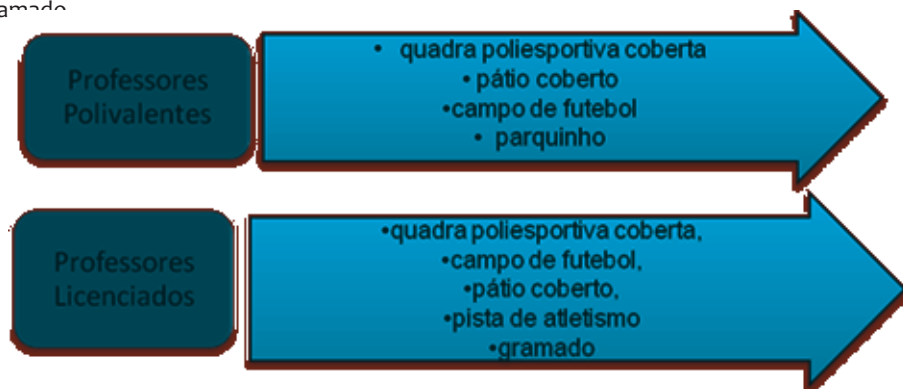 Professores
Polivalentes
• quadra poliesportiva coberta
• pátio coberto
•campo de futebol
• parquinho
Professores
Licenciados
•quadra poliesportiva coberta,
•campo de futebol,
•pátio coberto,
•pista de atletismo
•gramado